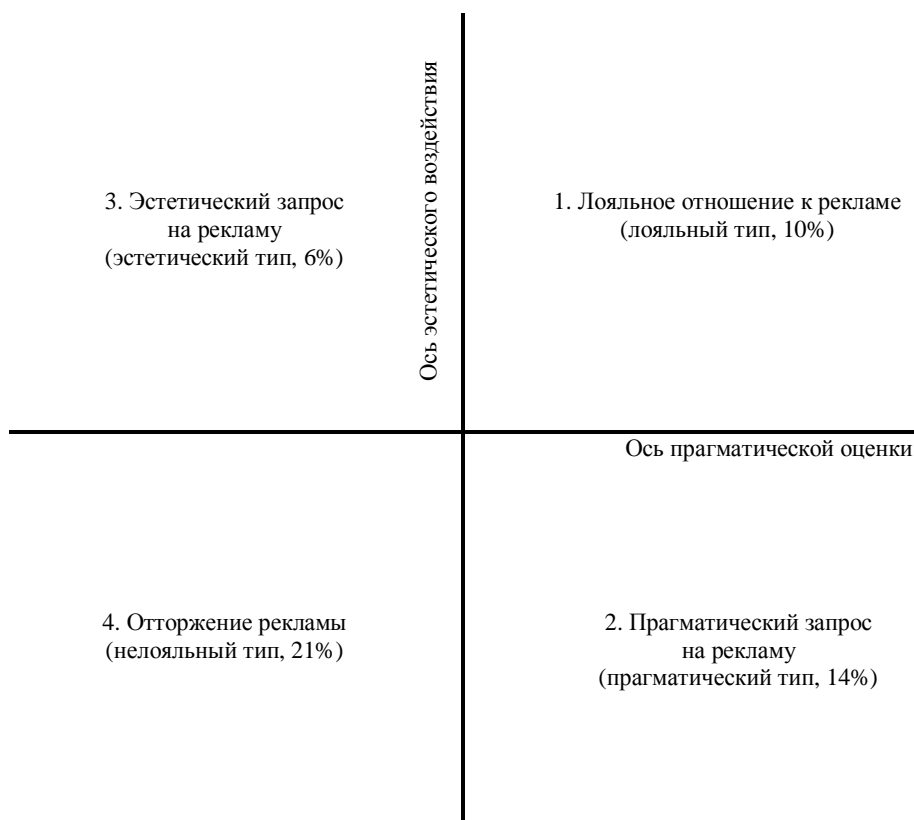 Ось эстетического воздействия
3. Эстетический запрос
на рекламу
(эстетический тип, 6%)
1. Лояльное отношение к рекламе
(лояльный тип, 10%)
Ось прагматической оценки
4. Отторжение рекламы
(нелояльный тип, 21%)
2. Прагматический запрос
на рекламу
(прагматический тип, 14%)